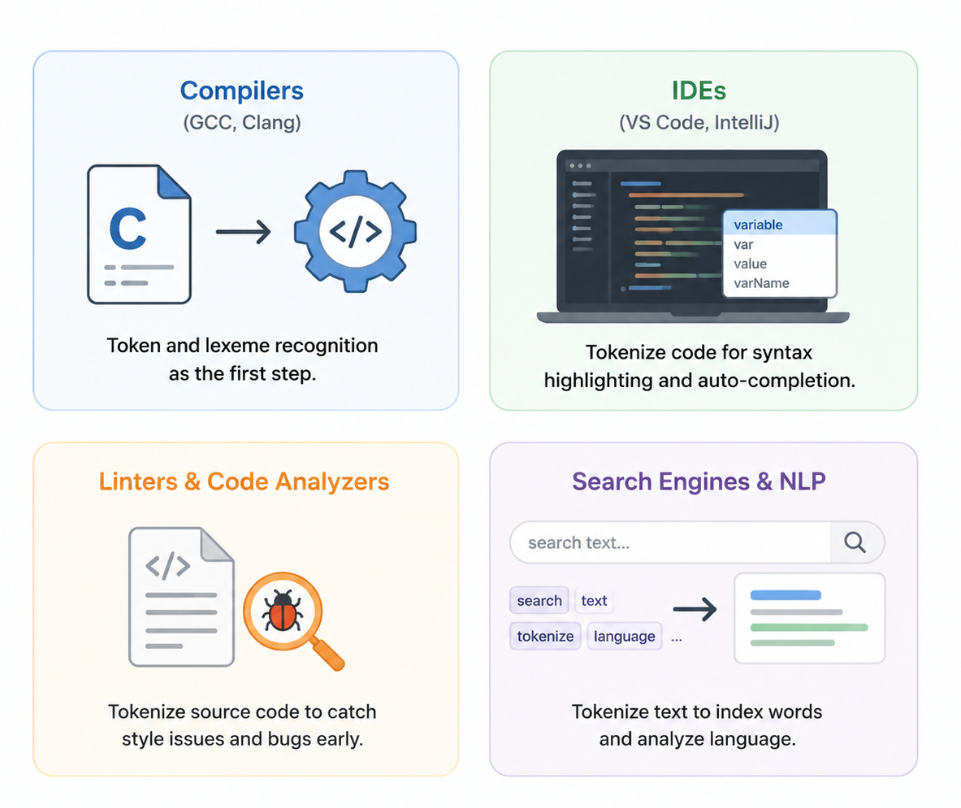 Compilers
(GCC, Clang)
C
</>
Token and lexeme recognition
as the first step.
IDEs
(VS Code, IntelliJ)
variable
var
value
varName
Tokenize code for syntax
highlighting and auto-completion.
Linters & Code Analyzers
</>
Tokenize source code to catch
style issues and bugs early.
Search Engines & NLP
search text...
search text
tokenize language ...
Tokenize text to index words
and analyze language.